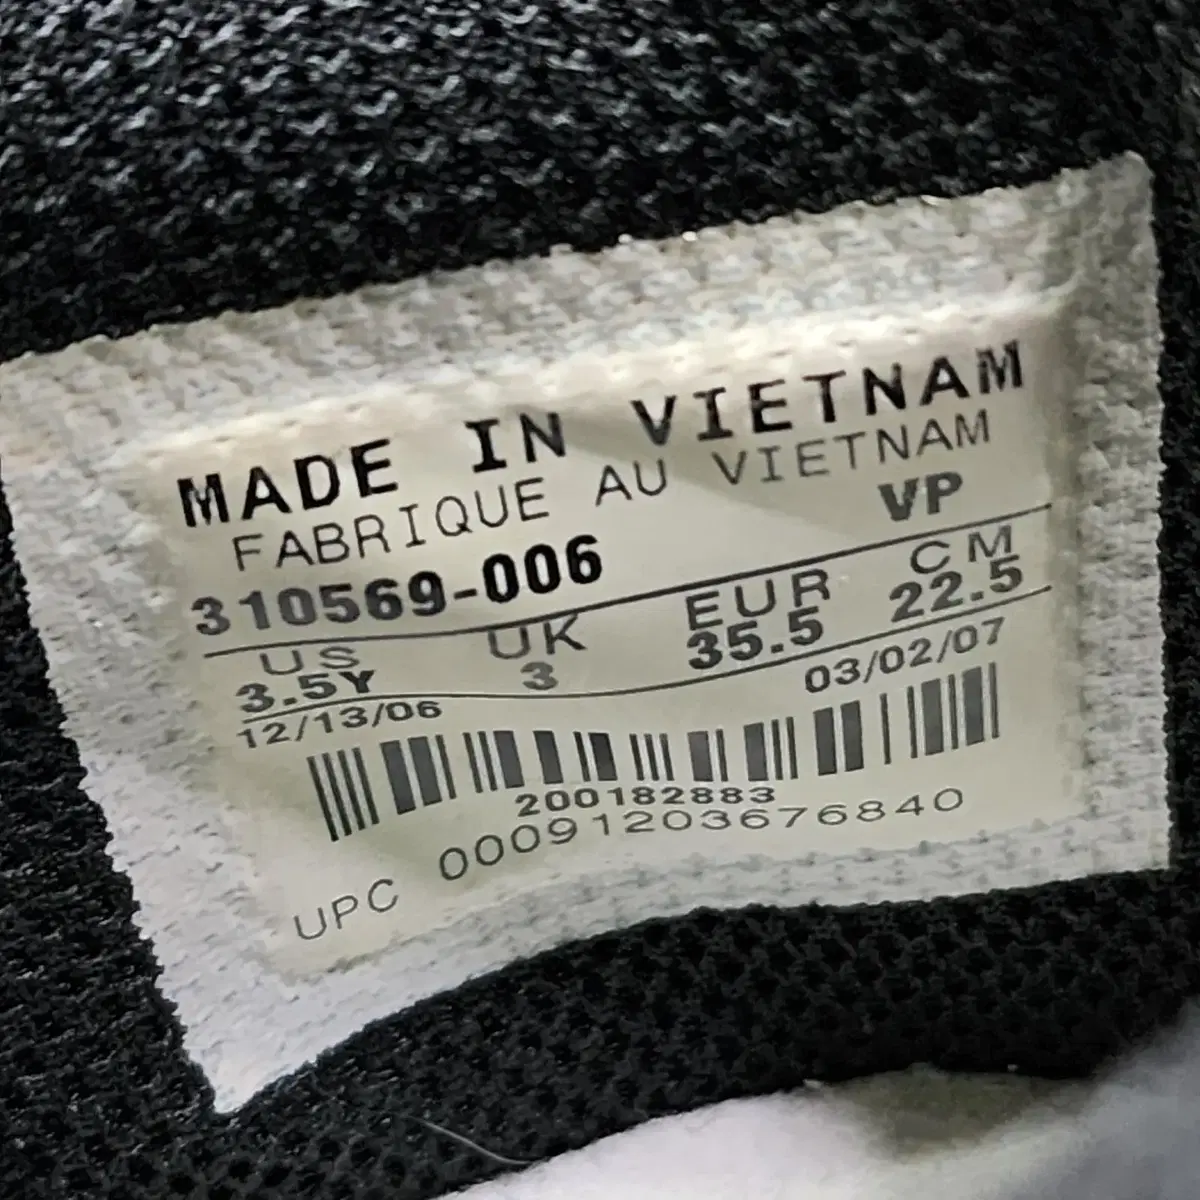 MADE IN VIETNAM
FABRIQUE AU VIETNAM
VP
310569-006
US UK EUR CM
3.5Y 3 35.5 22.5
12/13/06 03/02/07
200182883
UPC 00091203676840